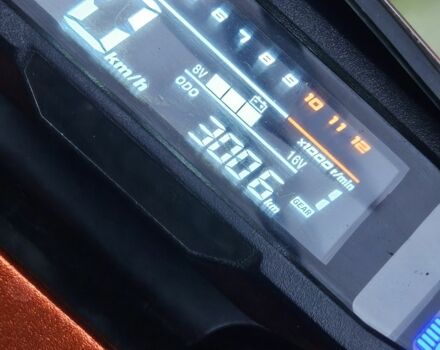 6 7 8 9 10 11 12
x1000 r/min
km/h
8V
16V
ODO
3006 km
GEAR 1